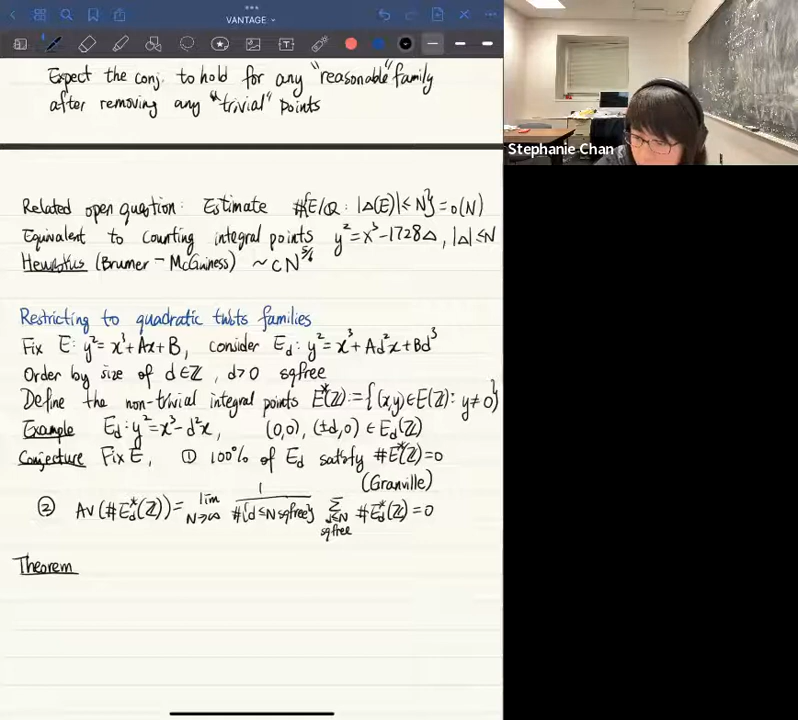 VANTAGE
Expect the conj. to hold for any "reasonable" family
after removing any "trivial" points
Related open question: Estimate #{E/Q : |Δ(E)| ≤ N} = o(N)
Equivalent to counting integral points y² = x³ - 1728Δ, |Δ| ≤ N
Heuristics (Brumer - McGuiness) ~ cN^{5/6}
Restricting to quadratic twists families
Fix E: y² = x³ + Ax + B, consider E_d: y² = x³ + Ad²x + Bd³
Order by size of d ∈ ℤ, d>0 sqfree
Define the non-trivial integral points E*(ℤ) := {(x,y) ∈ E(ℤ): y ≠ 0}
Example E_d: y² = x³ - d²x, (0,0), (±d,0) ∈ E_d(ℤ)
Conjecture Fix E, ① 100% of E_d satisfy #E*(ℤ) = 0
(Granville)
② Av(#E_d*(ℤ)) = lim_{N→∞} 1/#{d ≤ N sqfree} Σ_{d≤N sqfree} #E_d*(ℤ) = 0
Theorem
Stephanie Chan